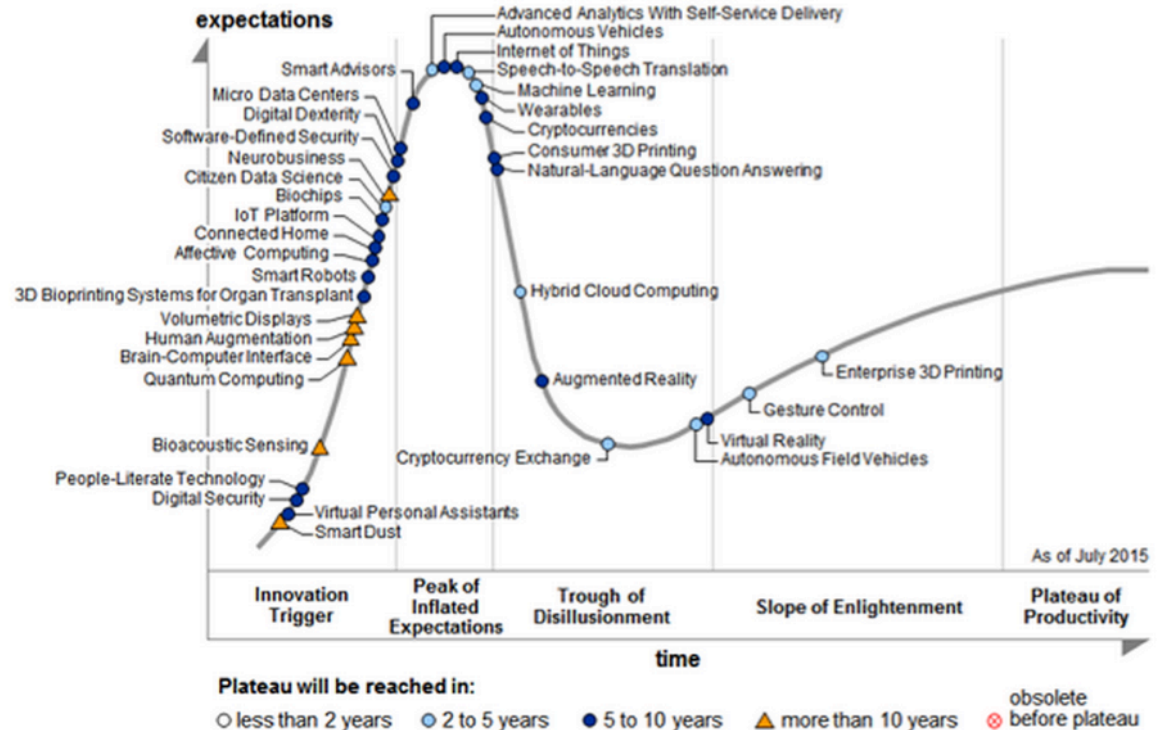 expectations
Advanced Analytics With Self-Service Delivery
Autonomous Vehicles
Internet of Things
Speech-to-Speech Translation
Machine Learning
Wearables
Cryptocurrencies
Consumer 3D Printing
Natural-Language Question Answering
Smart Advisors
Micro Data Centers
Digital Dexterity
Software-Defined Security
Neurobusiness
Citizen Data Science
Biochips
IoT Platform
Connected Home
Affective Computing
Smart Robots
3D Bioprinting Systems for Organ Transplant
Volumetric Displays
Human Augmentation
Brain-Computer Interface
Quantum Computing
Bioacoustic Sensing
People-Literate Technology
Digital Security
Virtual Personal Assistants
Smart Dust
Hybrid Cloud Computing
Augmented Reality
Cryptocurrency Exchange
Enterprise 3D Printing
Gesture Control
Virtual Reality
Autonomous Field Vehicles
As of July 2015
Innovation
Trigger
Peak of
Inflated
Expectations
Trough of
Disillusionment
Slope of Enlightenment
Plateau of
Productivity
time
Plateau will be reached in:
less than 2 years
2 to 5 years
5 to 10 years
more than 10 years
obsolete
before plateau